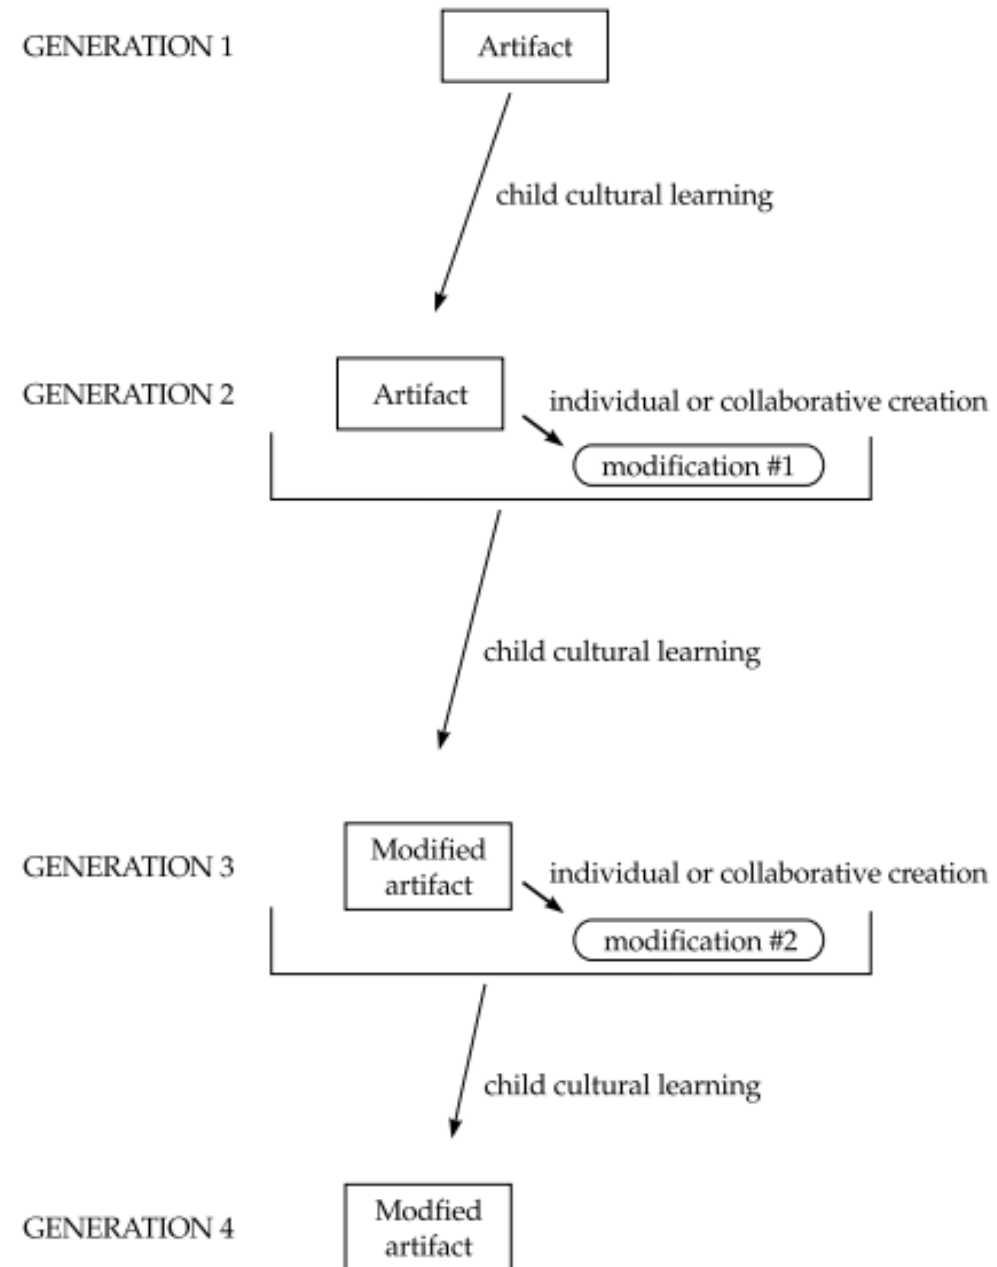 GENERATION 1
Artifact
child cultural learning
GENERATION 2
Artifact
individual or collaborative creation
modification #1
child cultural learning
GENERATION 3
Modified
artifact
individual or collaborative creation
modification #2
child cultural learning
GENERATION 4
Modfied
artifact